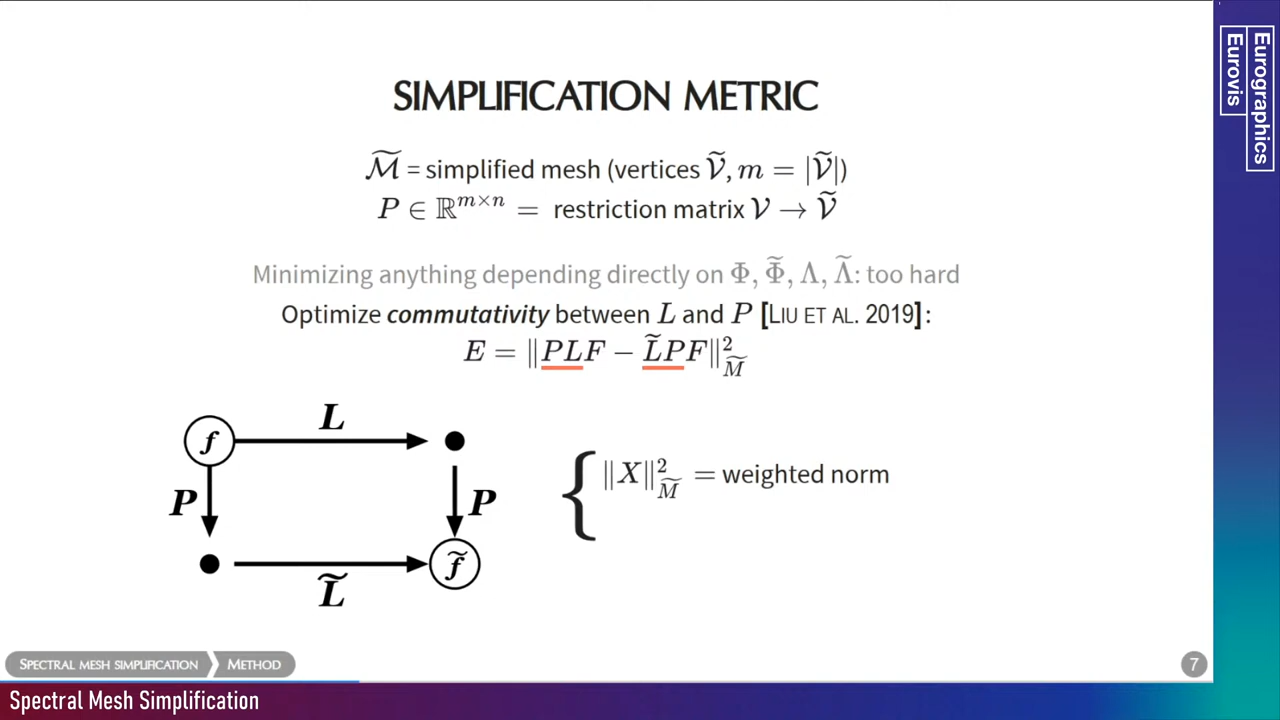 SIMPLIFICATION METRIC
ℳ̃ = simplified mesh (vertices 𝒱̃, m = |𝒱̃|)
P ∈ ℝ^{m×n} = restriction matrix 𝒱 → 𝒱̃
Minimizing anything depending directly on Φ, Φ̃, Λ, Λ̃: too hard
Optimize commutativity between L and P [LIU ET AL. 2019]:
E = ‖PLF − L̃PF‖²_M̃
f
L
P
P
L̃
f̃
{ ‖X‖²_M̃ = weighted norm
SPECTRAL MESH SIMPLIFICATION
METHOD
7
Spectral Mesh Simplification
Eurographics
Eurovis